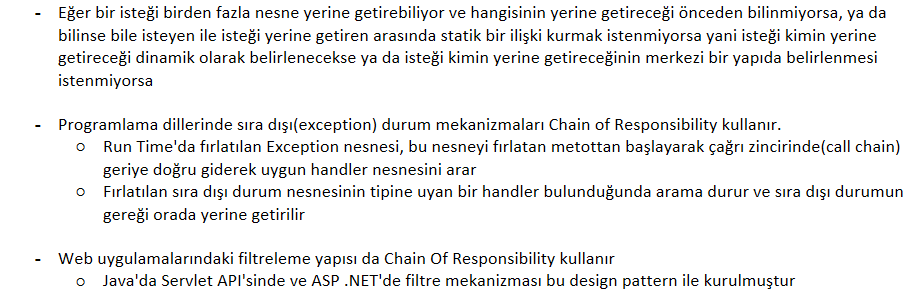 - Eğer bir isteği birden fazla nesne yerine getirebiliyor ve hangisinin yerine getireceği önceden bilinmiyorsa, ya da
bilinse bile isteyen ile isteği yerine getiren arasında statik bir ilişki kurmak istenmiyorsa yani isteği kimin yerine
getireceği dinamik olarak belirlenecekse ya da isteği kimin yerine getireceğinin merkezi bir yapıda belirlenmesi
istenmiyorsa
- Programlama dillerinde sıra dışı(exception) durum mekanizmaları Chain of Responsibility kullanır.
○ Run Time'da fırlatılan Exception nesnesi, bu nesneyi fırlatan metottan başlayarak çağrı zincirinde(call chain)
geriye doğru giderek uygun handler nesnesini arar
○ Fırlatılan sıra dışı durum nesnesinin tipine uyan bir handler bulunduğunda arama durur ve sıra dışı durumun
gereği orada yerine getirilir
- Web uygulamalarındaki filtreleme yapısı da Chain Of Responsibility kullanır
○ Java'da Servlet API'sinde ve ASP .NET'de filtre mekanizması bu design pattern ile kurulmuştur